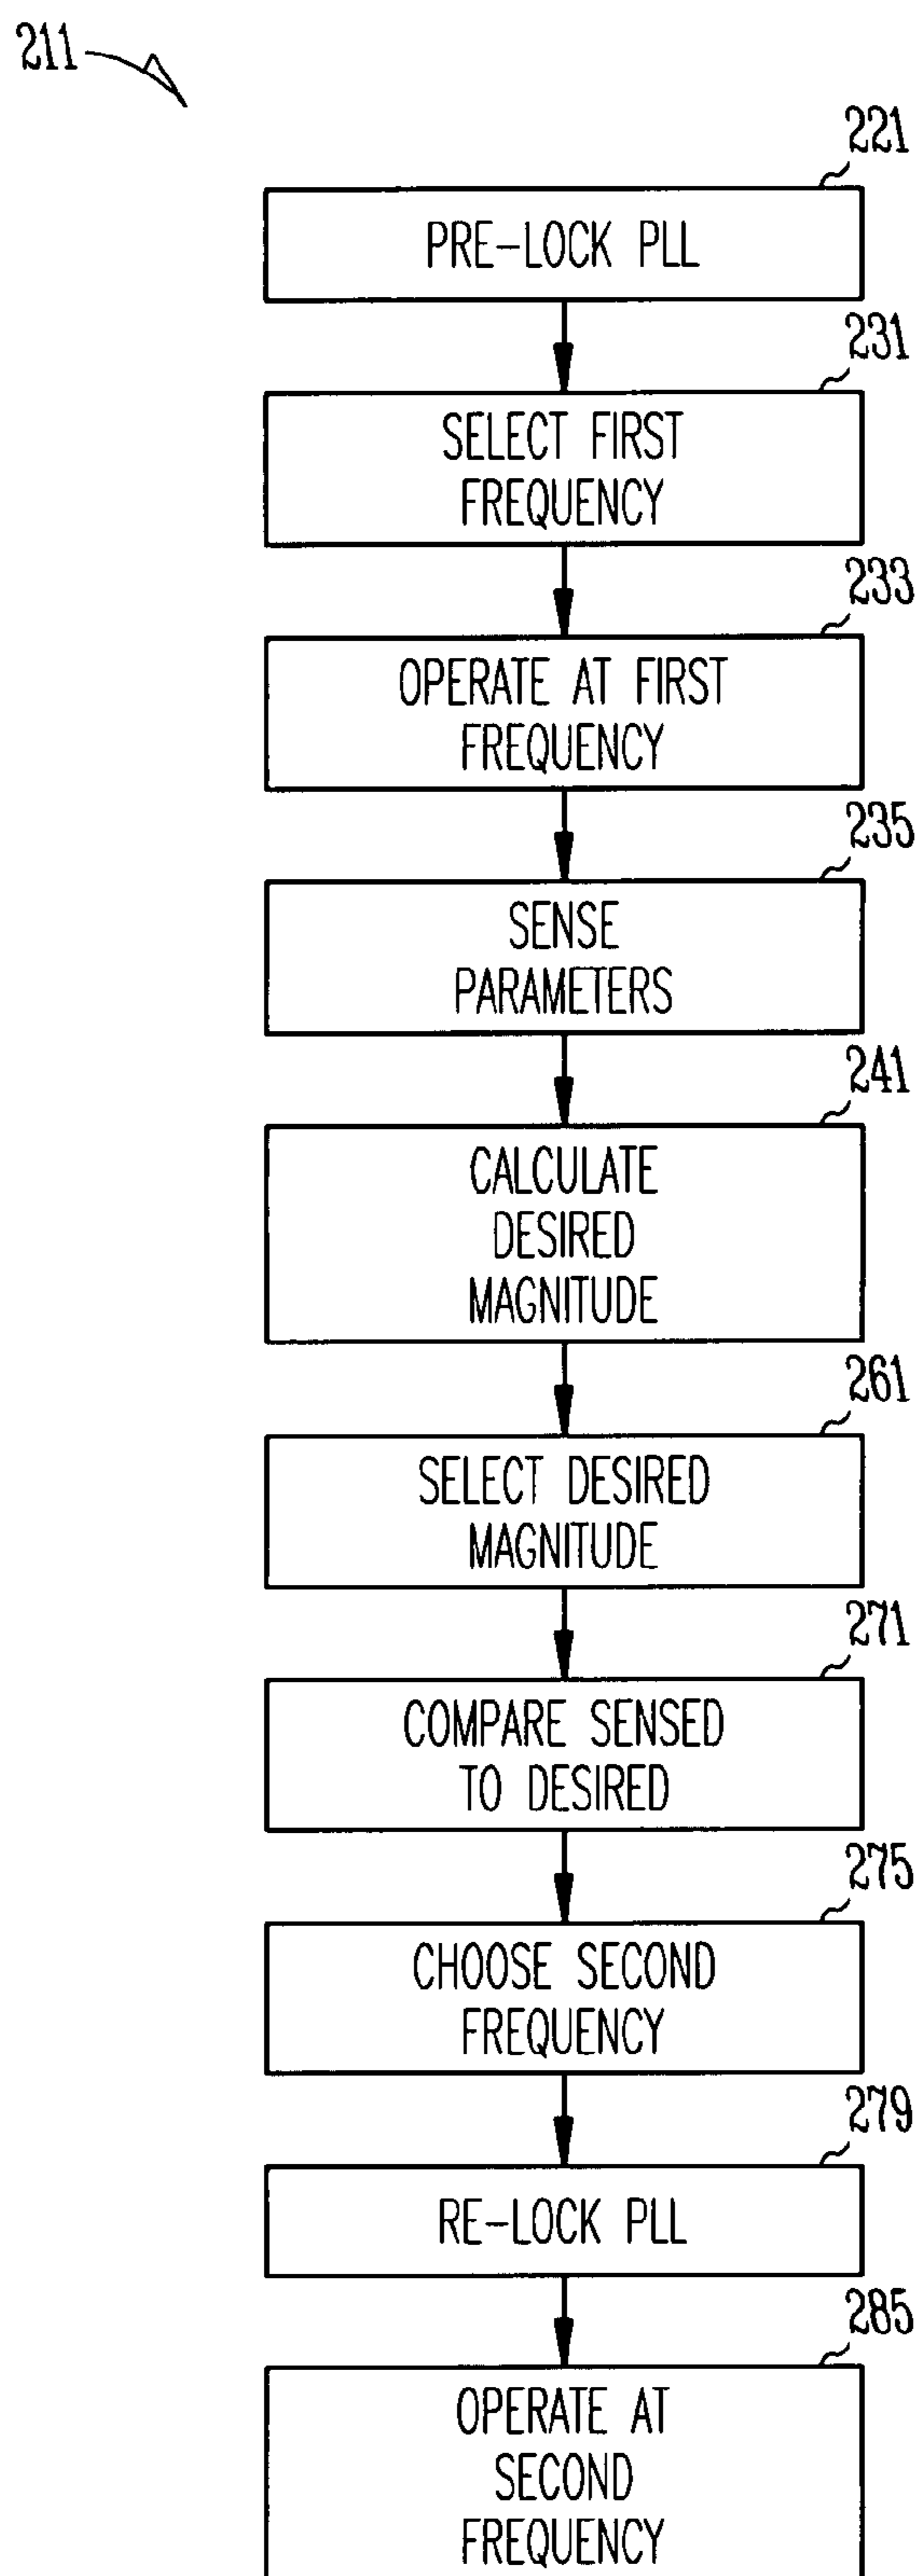 211
221
PRE-LOCK PLL
231
SELECT FIRST
FREQUENCY
233
OPERATE AT FIRST
FREQUENCY
235
SENSE
PARAMETERS
241
CALCULATE
DESIRED
MAGNITUDE
261
SELECT DESIRED
MAGNITUDE
271
COMPARE SENSED
TO DESIRED
275
CHOOSE SECOND
FREQUENCY
279
RE-LOCK PLL
285
OPERATE AT
SECOND
FREQUENCY